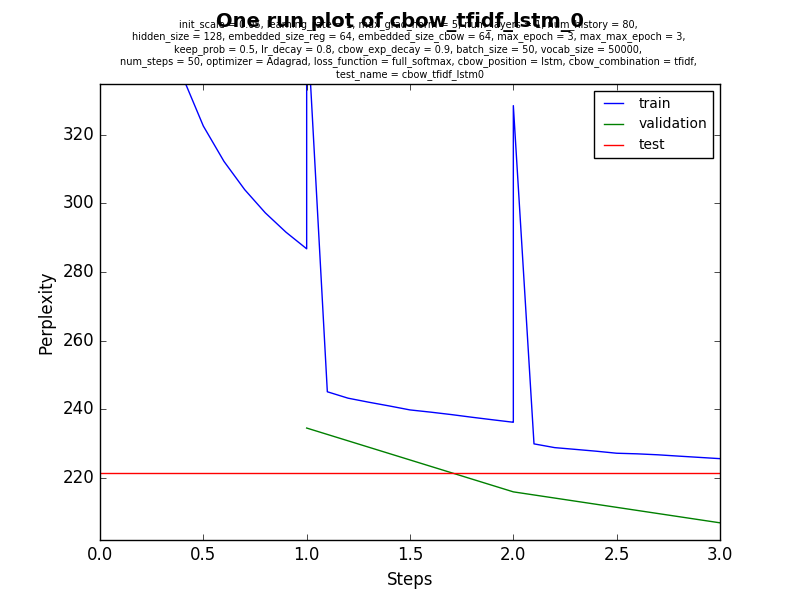 One run plot of cbow_tfidf_lstm_0
init_scale = 0.05, learning_rate = 1, max_grad_norm = 5, num_layers = 1, num_history = 80,
hidden_size = 128, embedded_size_reg = 64, embedded_size_cbow = 64, max_epoch = 3, max_max_epoch = 3,
keep_prob = 0.5, lr_decay = 0.8, cbow_exp_decay = 0.9, batch_size = 50, vocab_size = 50000,
num_steps = 50, optimizer = Adagrad, loss_function = full_softmax, cbow_position = lstm, cbow_combination = tfidf,
test_name = cbow_tfidf_lstm0
train
validation
test
320
300
280
260
240
220
Perplexity
0.0 0.5 1.0 1.5 2.0 2.5 3.0
Steps